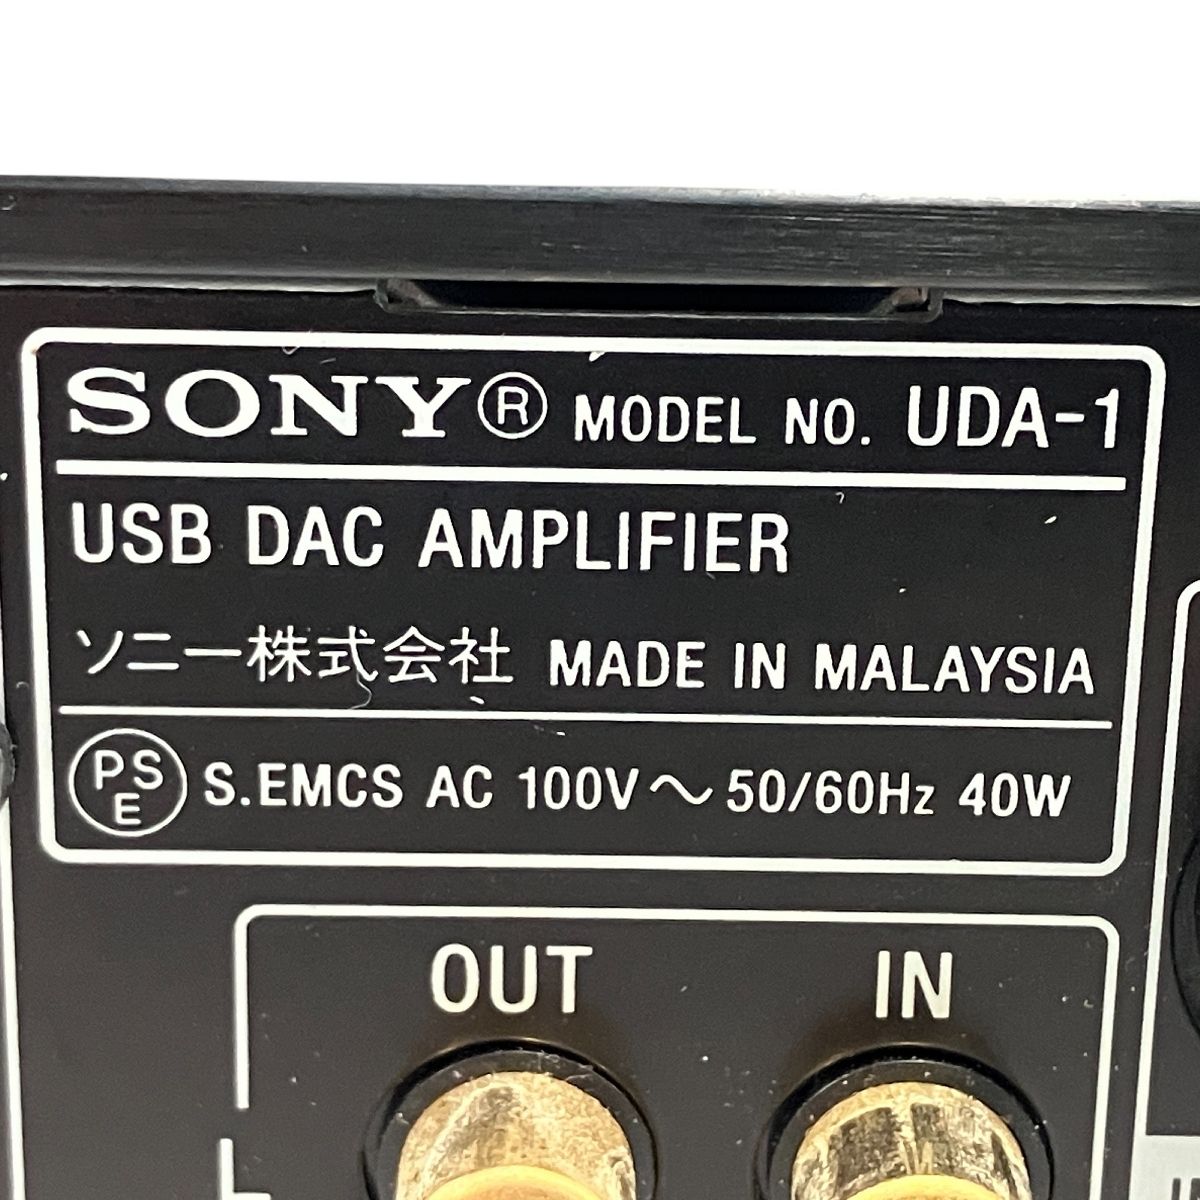 SONY® MODEL NO. UDA-1
USB DAC AMPLIFIER
ソニー株式会社 MADE IN MALAYSIA
PSE S.EMCS AC 100V～50/60Hz 40W
OUT IN